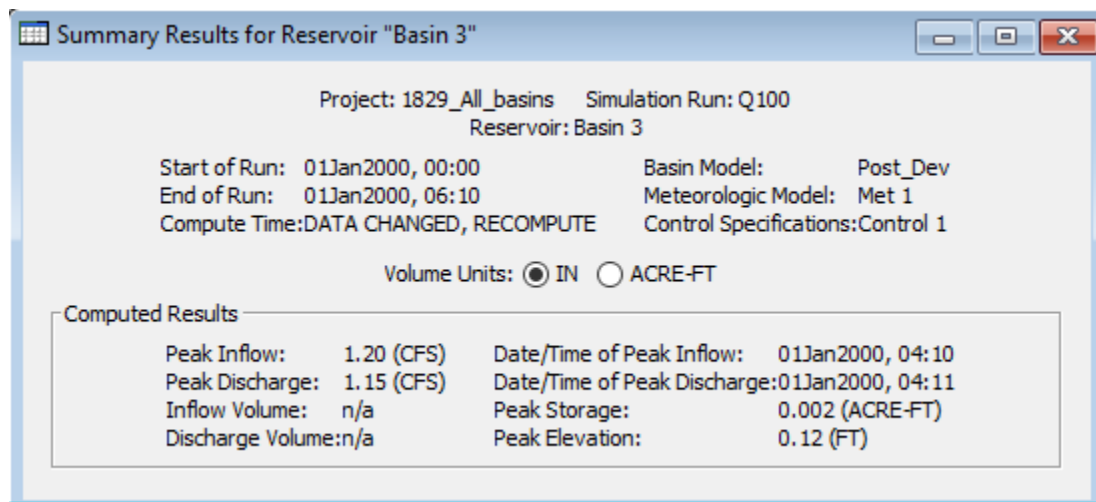 Summary Results for Reservoir "Basin 3"
Project: 1829_All_basins Simulation Run: Q100
Reservoir: Basin 3
Start of Run: 01Jan2000, 00:00 Basin Model: Post_Dev
End of Run: 01Jan2000, 06:10 Meteorologic Model: Met 1
Compute Time:DATA CHANGED, RECOMPUTE Control Specifications:Control 1
Volume Units: IN ACRE-FT
Computed Results
Peak Inflow: 1.20 (CFS) Date/Time of Peak Inflow: 01Jan2000, 04:10
Peak Discharge: 1.15 (CFS) Date/Time of Peak Discharge:01Jan2000, 04:11
Inflow Volume: n/a Peak Storage: 0.002 (ACRE-FT)
Discharge Volume:n/a Peak Elevation: 0.12 (FT)